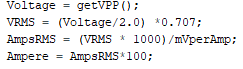 Voltage = getVPP();
VRMS = (Voltage/2.0) *0.707;
AmpsRMS = (VRMS * 1000)/mVperAmp;
Ampere = AmpsRMS*100;